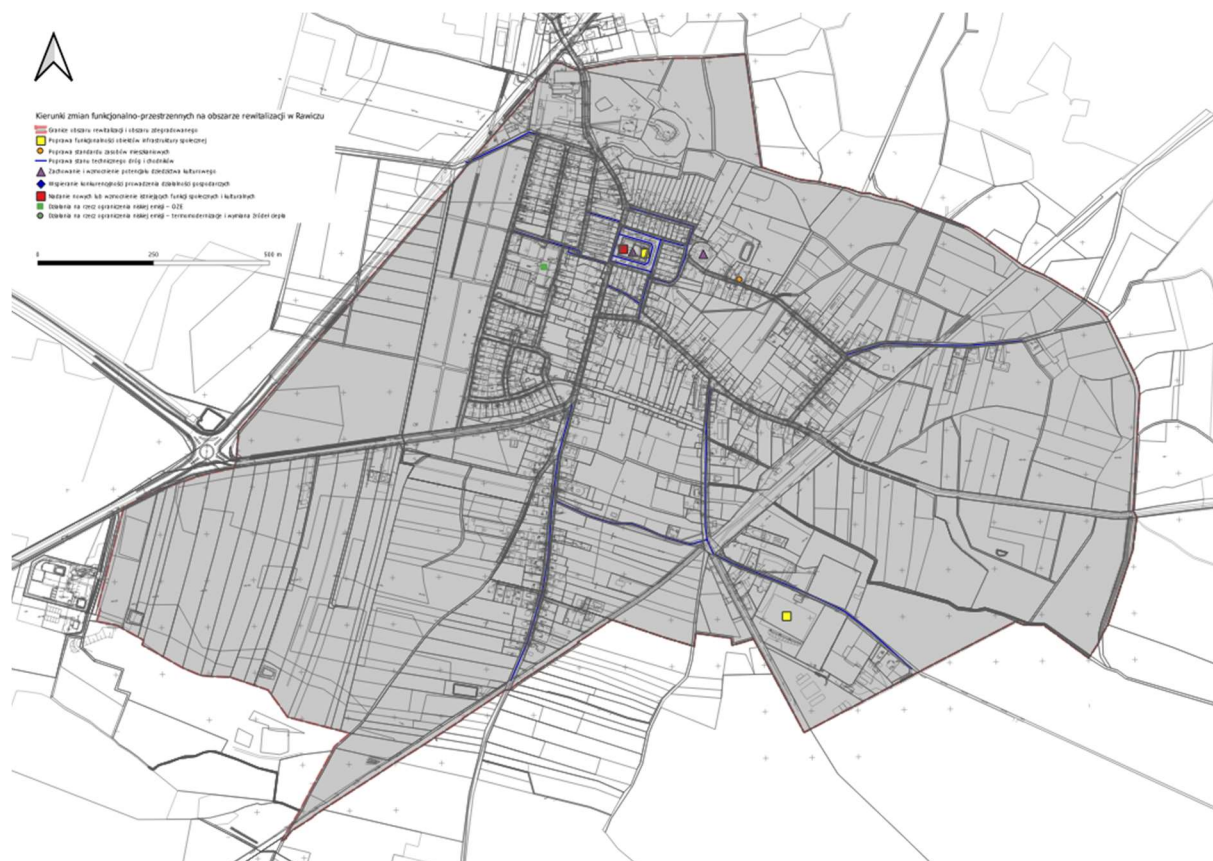 Kierunki zmian funkcjonalno-przestrzennych na obszarze rewitalizacji w Rawiczu
Granice obszaru rewitalizacji i obszaru zdegradowanego
Poprawa funkcjonalności obiektów infrastruktury społecznej
Poprawa standardu zasobów mieszkaniowych
Poprawa stanu technicznego dróg i chodników
Zachowanie i wzmocnienie potencjału dziedzictwa kulturowego
Wspieranie konkurencyjności prowadzenia działalności gospodarczych
Nadanie nowych lub wzmocnienie istniejących funkcji społecznych i kulturalnych
Działania na rzecz ograniczenia niskiej emisji - OZE
Działania na rzecz ograniczenia niskiej emisji - termomodernizacje i wymiana źródeł ciepła
0 250 500 m